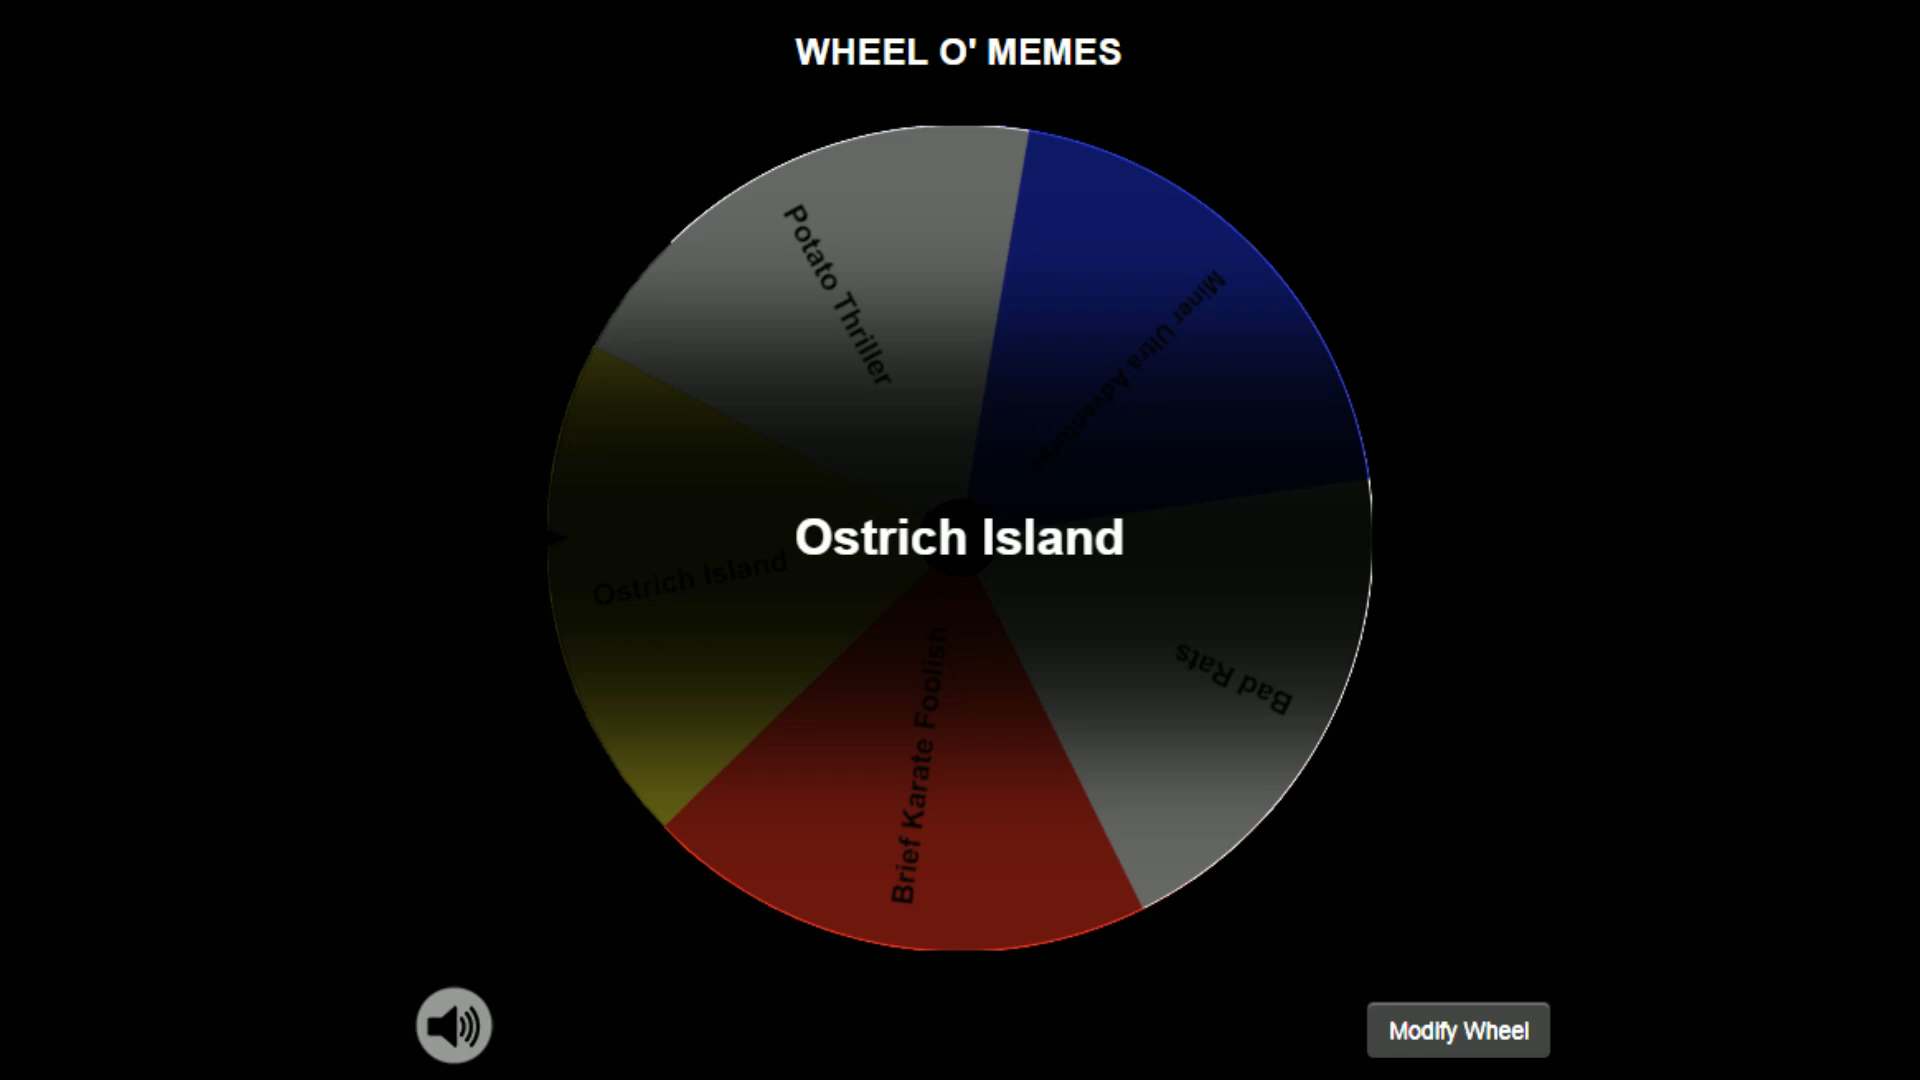 WHEEL O' MEMES
Potato Thriller
Miner Ultra Adventures
Ostrich Island
Ostrich Island
Bad Rats
Brief Karate Foolish
Modify Wheel